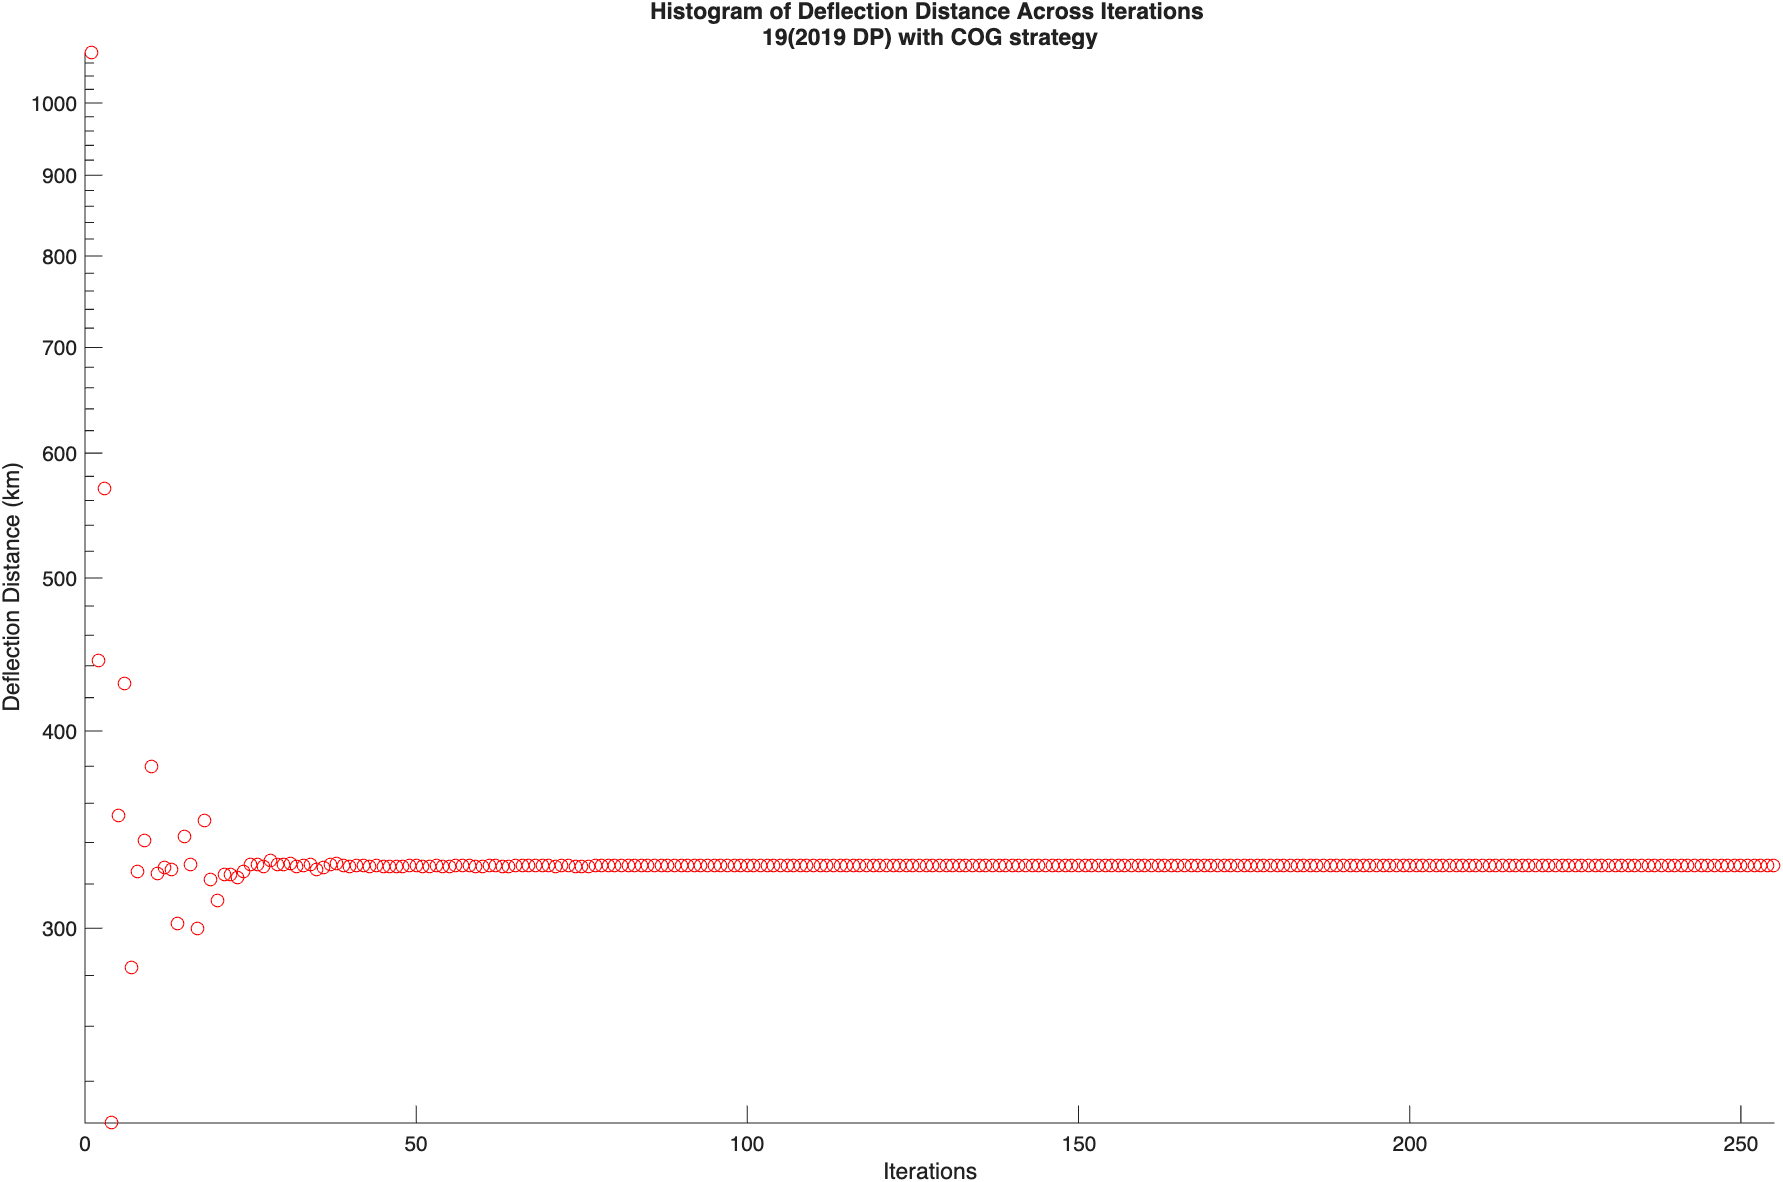 Histogram of Deflection Distance Across Iterations
19(2019 DP) with COG strategy
Deflection Distance (km)
1000
900
800
700
600
500
400
300
0 50 100 150 200 250
Iterations